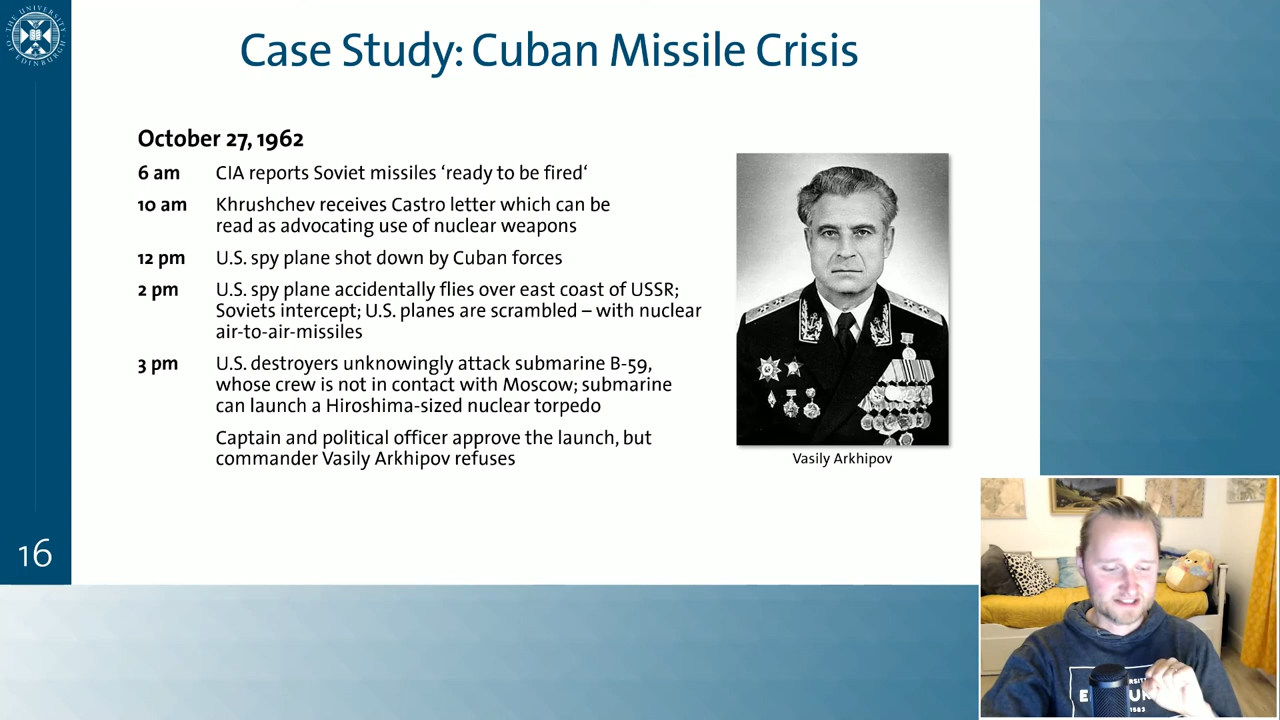 THE UNIVERSITY OF EDINBURGH
Case Study: Cuban Missile Crisis
October 27, 1962
6 am CIA reports Soviet missiles ‘ready to be fired‘
10 am Khrushchev receives Castro letter which can be
read as advocating use of nuclear weapons
12 pm U.S. spy plane shot down by Cuban forces
2 pm U.S. spy plane accidentally flies over east coast of USSR;
Soviets intercept; U.S. planes are scrambled – with nuclear
air-to-air-missiles
3 pm U.S. destroyers unknowingly attack submarine B-59,
whose crew is not in contact with Moscow; submarine
can launch a Hiroshima-sized nuclear torpedo
Captain and political officer approve the launch, but
commander Vasily Arkhipov refuses
Vasily Arkhipov
16